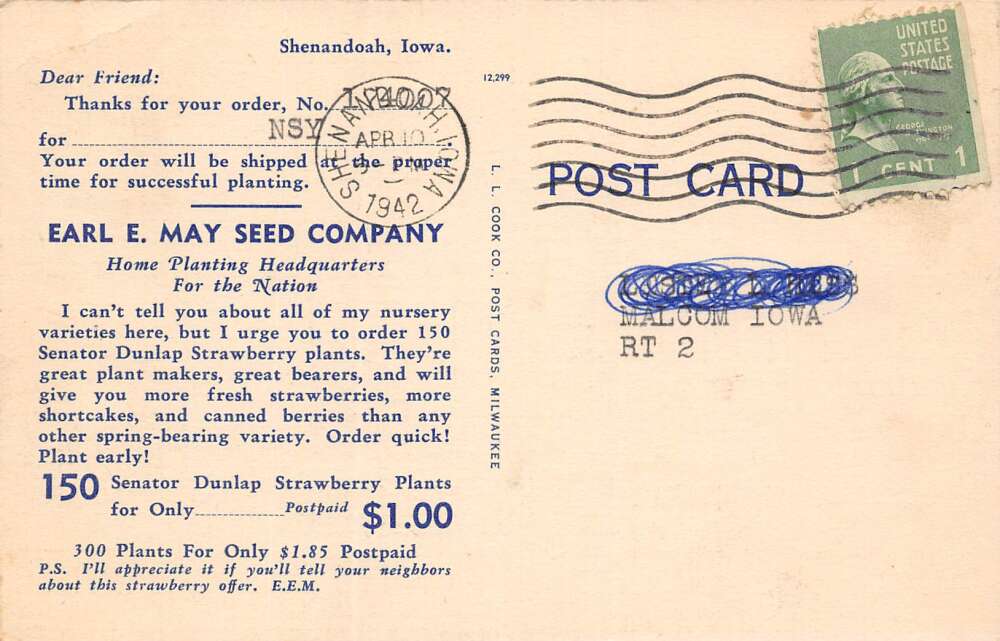 Shenandoah, Iowa.
Dear Friend:
Thanks for your order, No.
for NSY
Your order will be shipped at the proper
time for successful planting.
EARL E. MAY SEED COMPANY
Home Planting Headquarters
For the Nation
I can't tell you about all of my nursery
varieties here, but I urge you to order 150
Senator Dunlap Strawberry plants. They're
great plant makers, great bearers, and will
give you more fresh strawberries, more
shortcakes, and canned berries than any
other spring-bearing variety. Order quick!
Plant early!
150 Senator Dunlap Strawberry Plants
for Only Postpaid $1.00
300 Plants For Only $1.85 Postpaid
P.S. I'll appreciate it if you'll tell your neighbors
about this strawberry offer. E.E.M.
SHENANDOAH, IOWA
APR 10
1942
12,299
L. L. COOK CO., POST CARDS, MILWAUKEE
POST CARD
UNITED
STATES
POSTAGE
GEORGE
WASHINGTON
1 CENT 1
MALCOM IOWA
RT 2